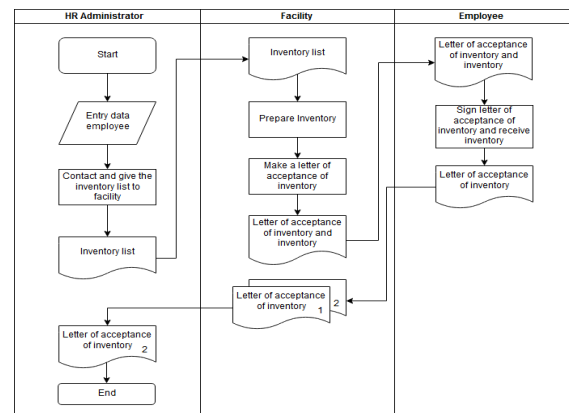 HR Administrator
Facility
Employee
Start
Entry data
employee
Contact and give the
inventory list to
facility
Inventory list
Inventory list
Prepare Inventory
Make a letter of
acceptance of
inventory
Letter of acceptance
of inventory and
inventory
Letter of acceptance
of inventory and
inventory
Sign letter of
acceptance of
inventory and receive
inventory
Letter of acceptance
of inventory
Letter of acceptance
of inventory
1
2
Letter of acceptance
of inventory
2
End